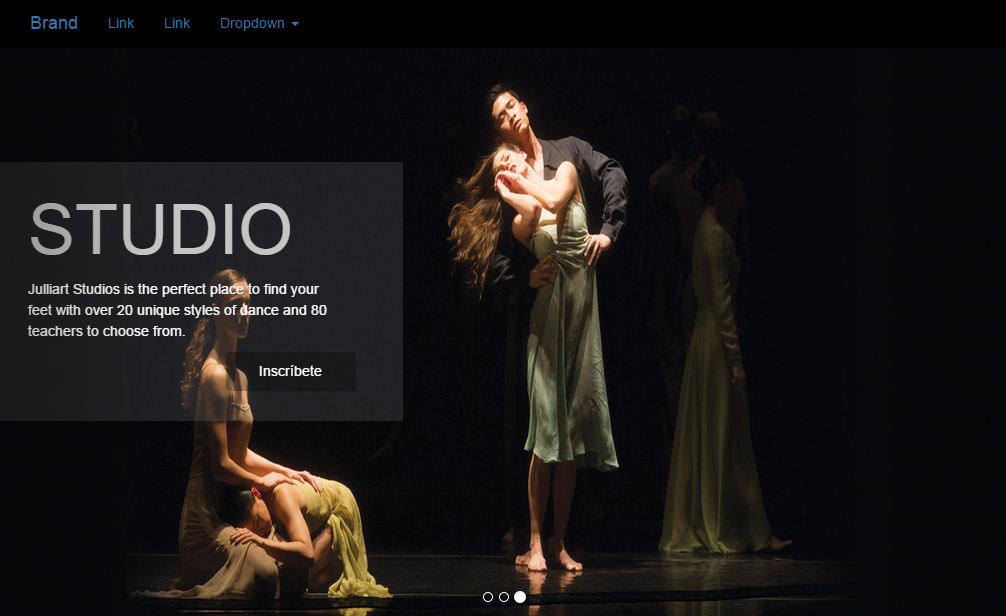 Brand Link Link Dropdown
STUDIO
Julliart Studios is the perfect place to find your
feet with over 20 unique styles of dance and 80
teachers to choose from.
Inscríbete